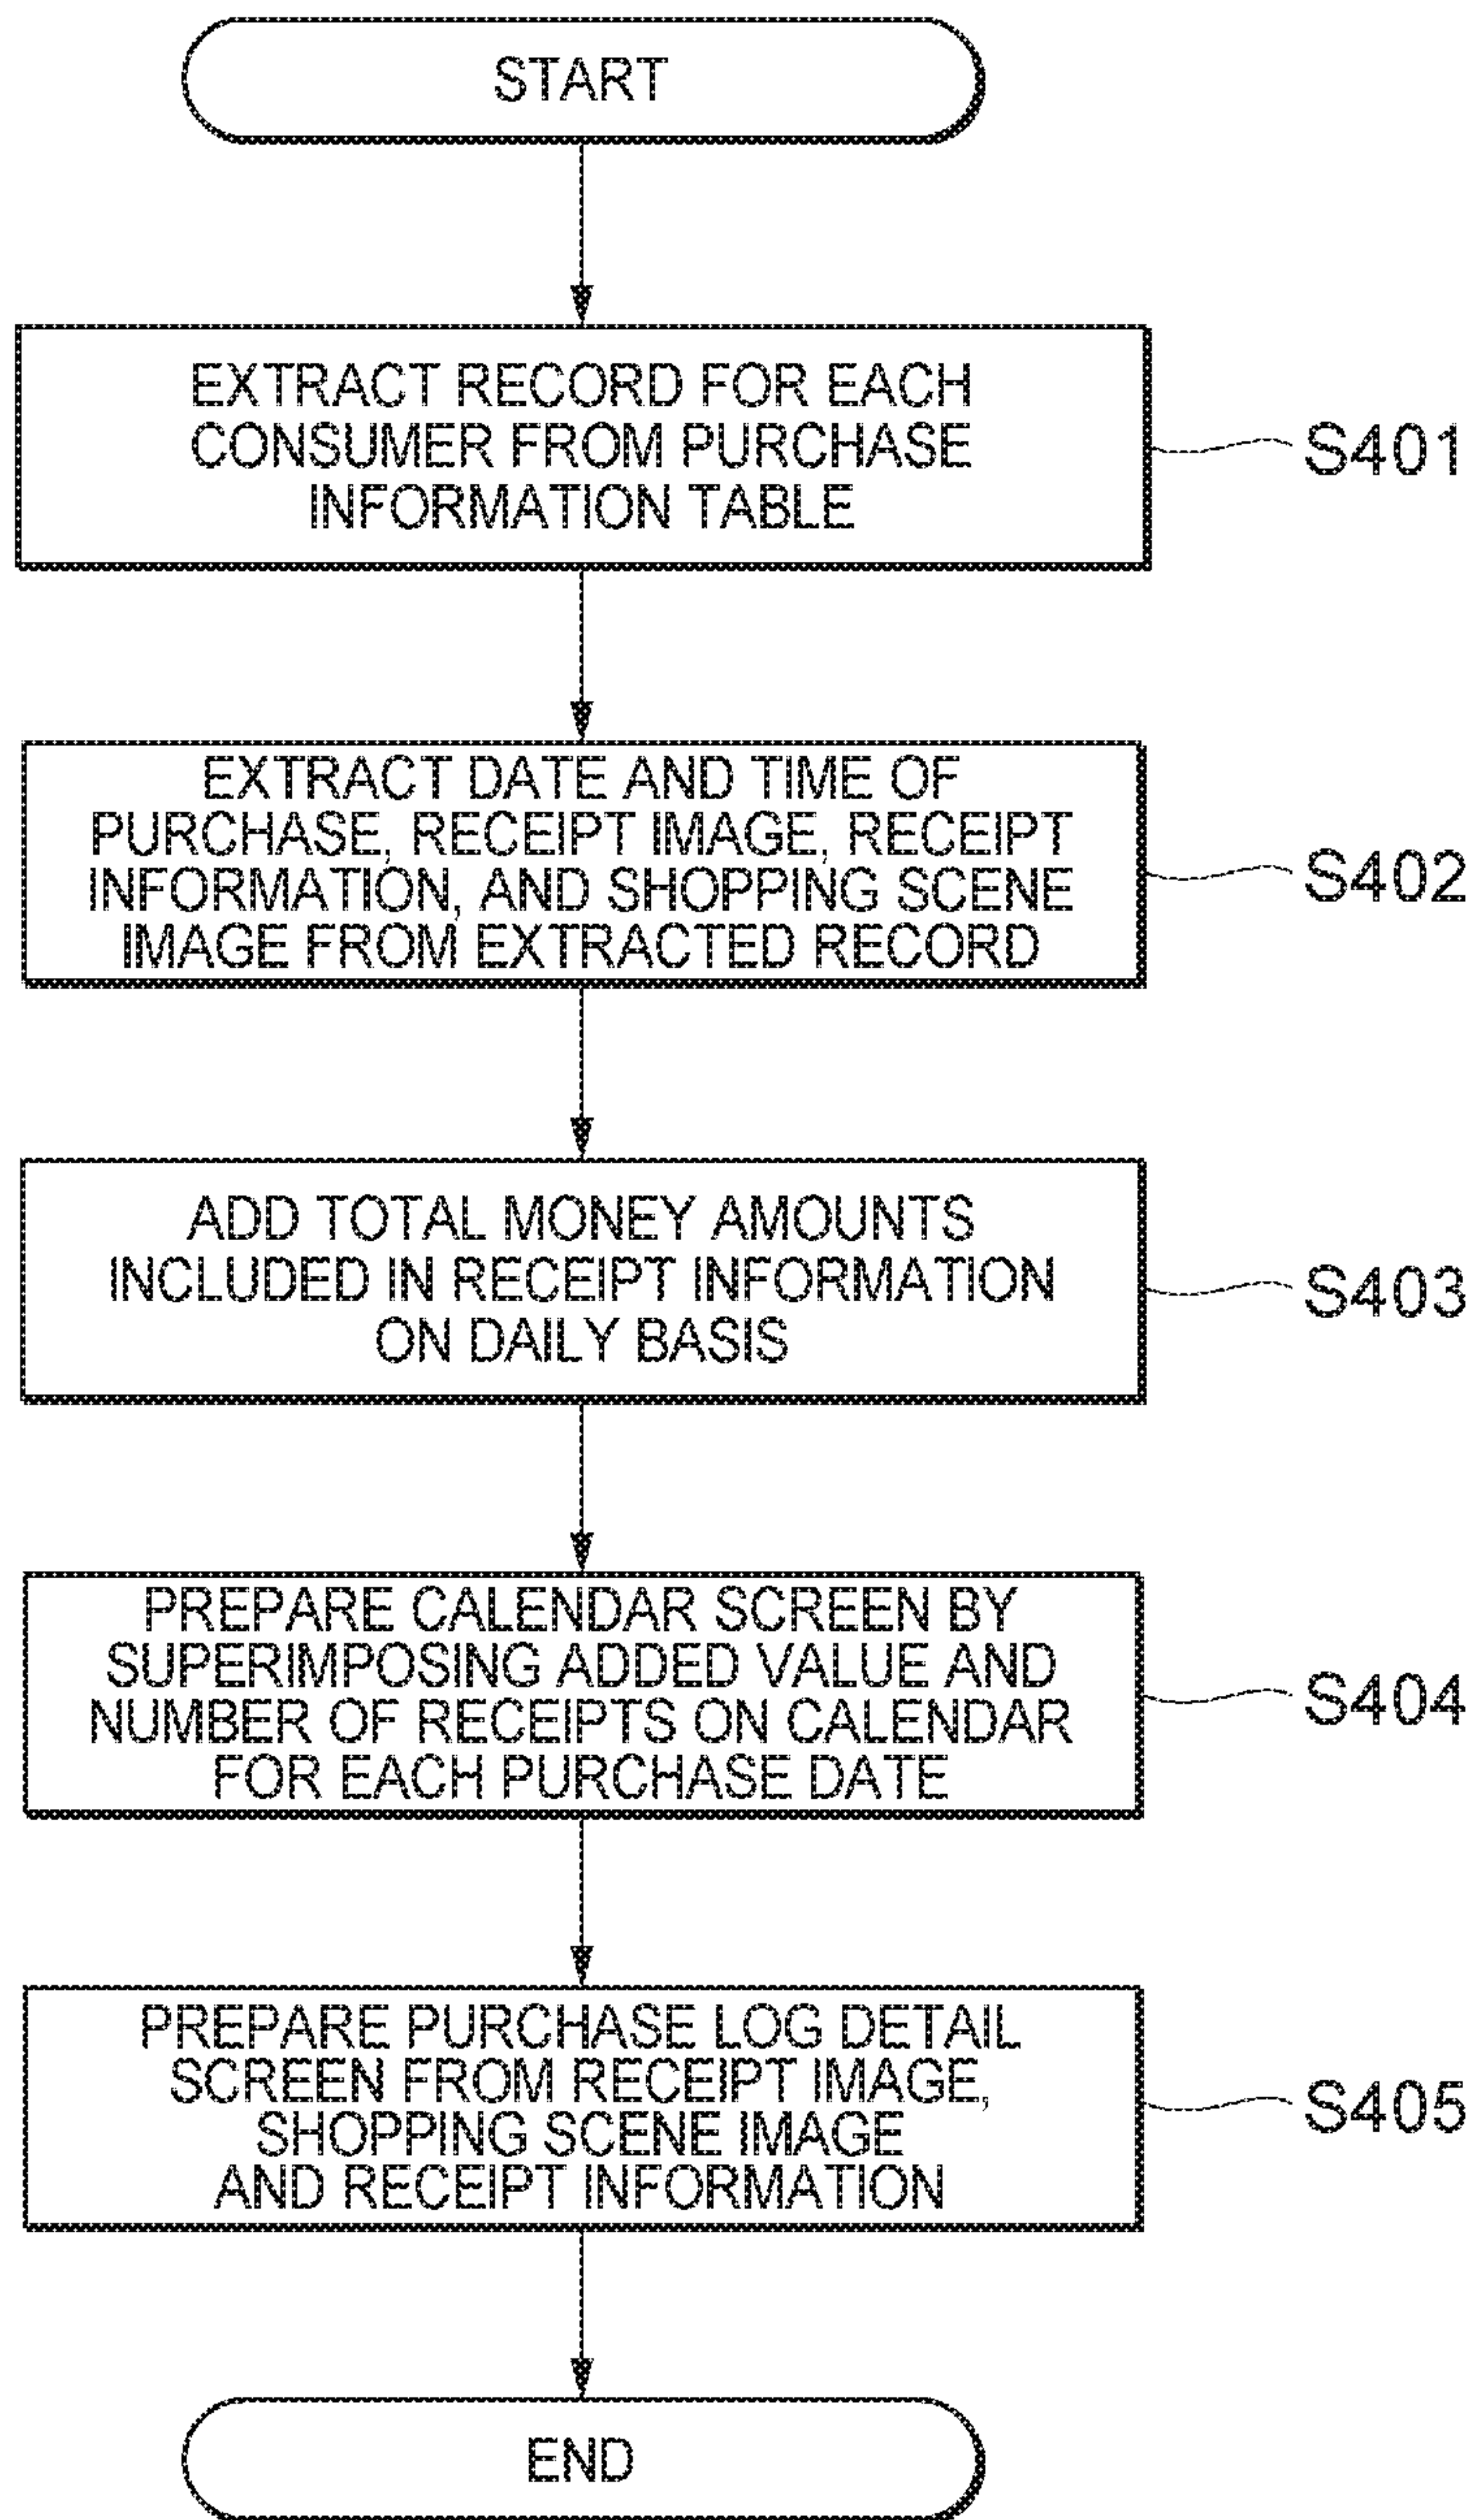 START
EXTRACT RECORD FOR EACH
CONSUMER FROM PURCHASE
INFORMATION TABLE
S401
EXTRACT DATE AND TIME OF
PURCHASE, RECEIPT IMAGE, RECEIPT
INFORMATION, AND SHOPPING SCENE
IMAGE FROM EXTRACTED RECORD
S402
ADD TOTAL MONEY AMOUNTS
INCLUDED IN RECEIPT INFORMATION
ON DAILY BASIS
S403
PREPARE CALENDAR SCREEN BY
SUPERIMPOSING ADDED VALUE AND
NUMBER OF RECEIPTS ON CALENDAR
FOR EACH PURCHASE DATE
S404
PREPARE PURCHASE LOG DETAIL
SCREEN FROM RECEIPT IMAGE,
SHOPPING SCENE IMAGE
AND RECEIPT INFORMATION
S405
END